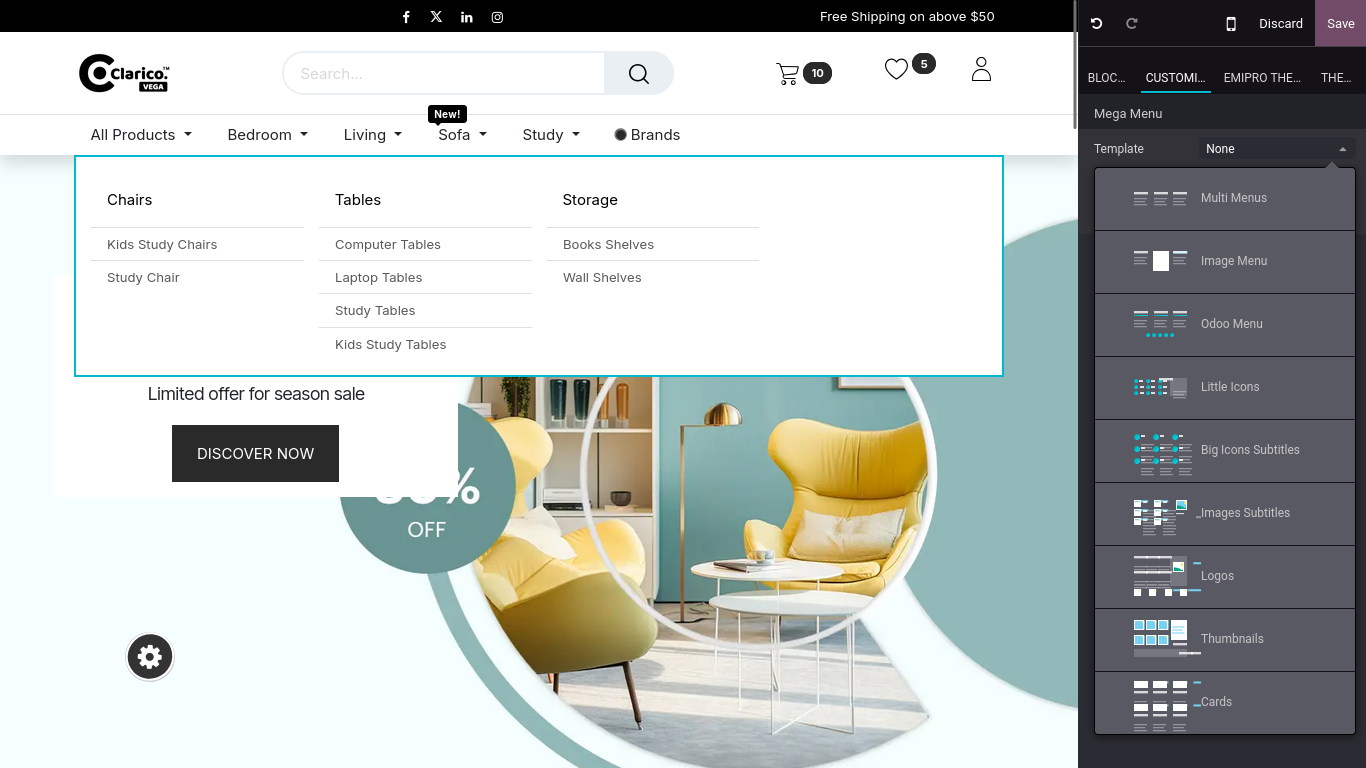 Free Shipping on above $50
Discard
Save
Clarico.
VEGA
Search...
10
5
BLOC...
CUSTOMI...
EMIPRO THE...
THE...
Mega Menu
New!
All Products
Bedroom
Living
Sofa
Study
Brands
Template
None
Chairs
Kids Study Chairs
Study Chair
Tables
Computer Tables
Laptop Tables
Study Tables
Kids Study Tables
Storage
Books Shelves
Wall Shelves
Limited offer for season sale
DISCOVER NOW
OFF
Multi Menus
Image Menu
Odoo Menu
Little Icons
Big Icons Subtitles
Images Subtitles
Logos
Thumbnails
Cards